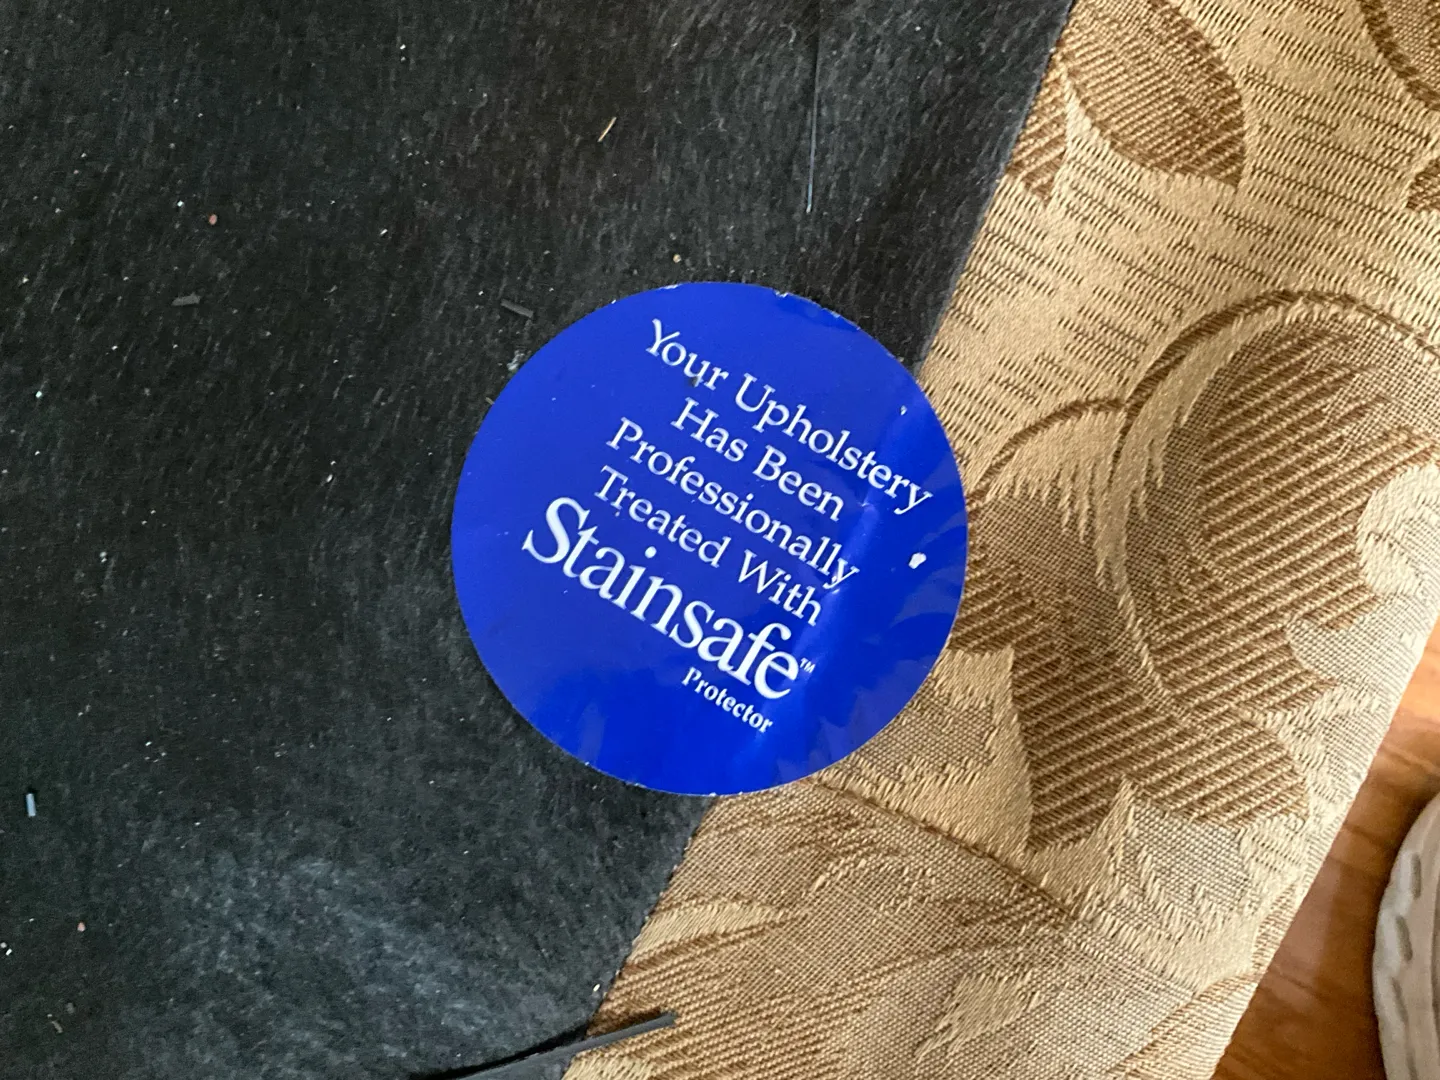 Your Upholstery
Has Been
Professionally
Treated With
Stainsafe™
Protector